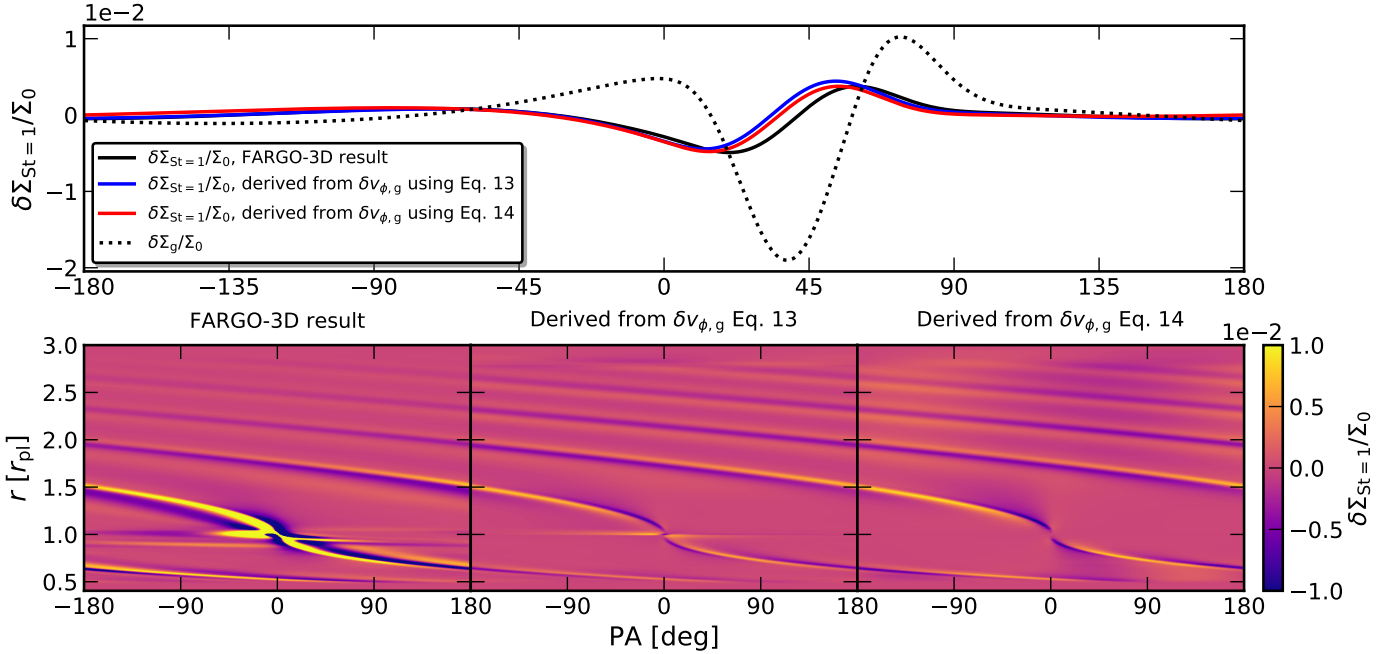 1e−2
δΣSt=1/Σ0
1
0
−1
−2
δΣSt=1/Σ0, FARGO-3D result
δΣSt=1/Σ0, derived from δvϕ,g using Eq. 13
δΣSt=1/Σ0, derived from δvϕ,g using Eq. 14
δΣg/Σ0
−180 −135 −90 −45 0 45 90 135 180
FARGO-3D result Derived from δvϕ,g Eq. 13 Derived from δvϕ,g Eq. 14
1e−2
r [rpl]
3.0
2.5
2.0
1.5
1.0
0.5
−180 −90 0 90 180 −90 0 90 180 −90 0 90 180
PA [deg]
1.0
0.5
0.0
−0.5
−1.0
δΣSt=1/Σ0